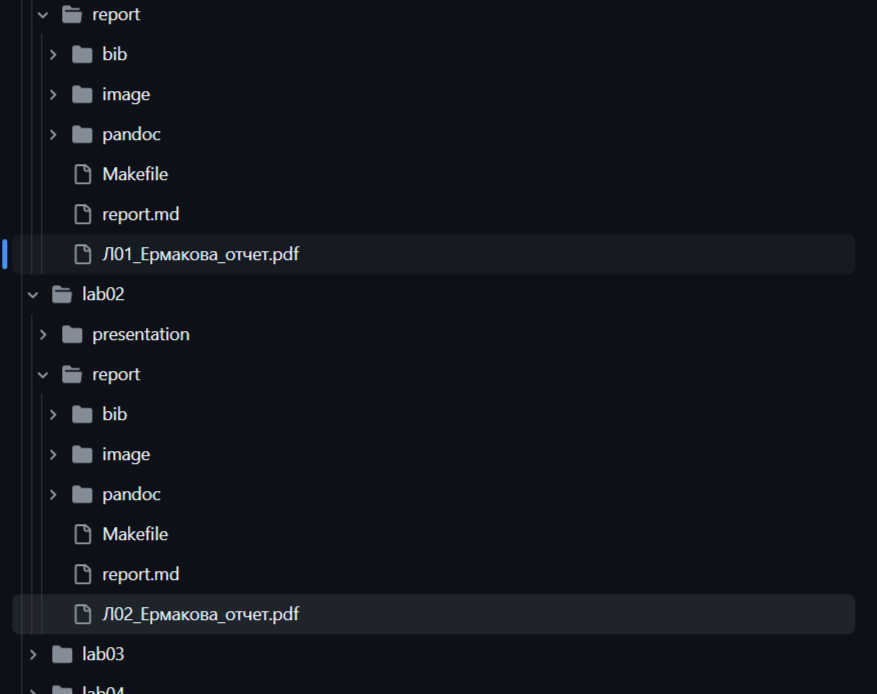 report
bib
image
pandoc
Makefile
report.md
Л01_Ермакова_отчет.pdf
lab02
presentation
report
bib
image
pandoc
Makefile
report.md
Л02_Ермакова_отчет.pdf
lab03
lab04